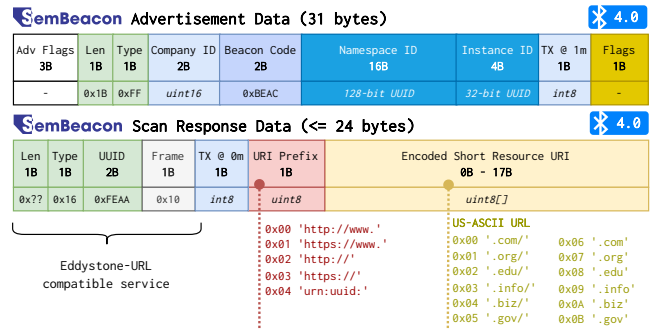 SemBeacon Advertisement Data (31 bytes) 4.0
Adv Flags Len Type Company ID Beacon Code Namespace ID Instance ID TX @ 1m Flags
3B 1B 1B 2B 2B 16B 4B 1B 1B
- 0x1B 0xFF uint16 0xBEAC 128-bit UUID 32-bit UUID int8 -
SemBeacon Scan Response Data (<= 24 bytes) 4.0
Len Type UUID Frame TX @ 0m URI Prefix Encoded Short Resource URI
1B 1B 2B 1B 1B 1B 0B - 17B
0x?? 0x16 0xFEAA 0x10 int8 uint8 uint8[]
Eddystone-URL
compatible service
0x00 'http://www.'
0x01 'https://www.'
0x02 'http://'
0x03 'https://'
0x04 'urn:uuid:'
US-ASCII URL
0x00 '.com/' 0x06 '.com'
0x01 '.org/' 0x07 '.org'
0x02 '.edu/' 0x08 '.edu'
0x03 '.info/' 0x09 '.info'
0x04 '.biz/' 0x0A '.biz'
0x05 '.gov/' 0x0B '.gov'